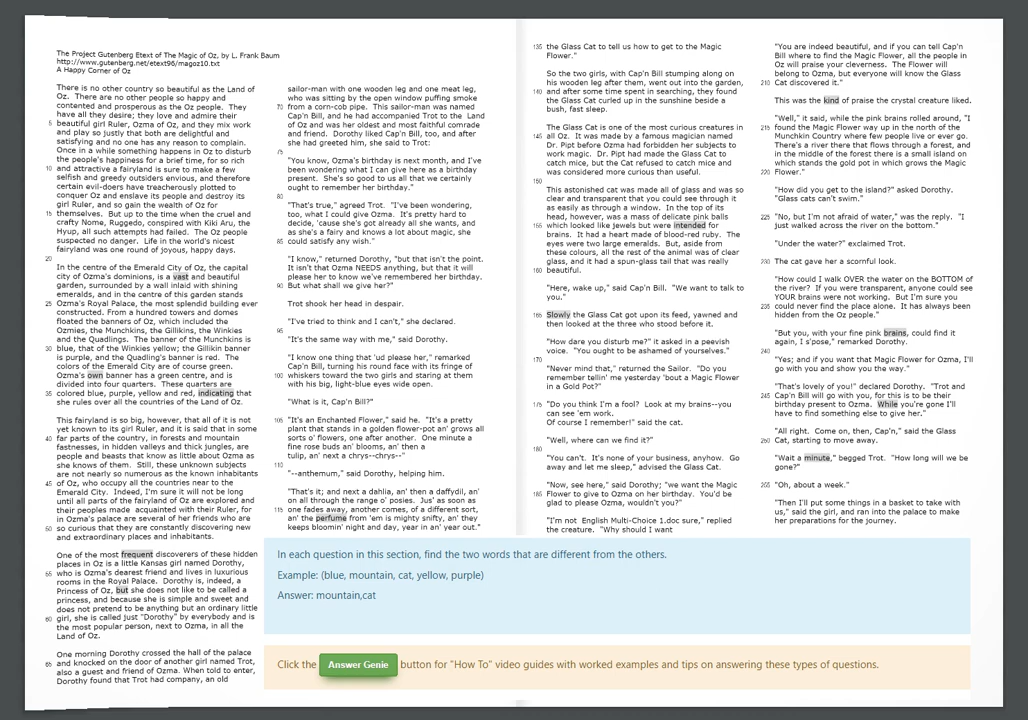 The Project Gutenberg Etext of The Magic of Oz, by L. Frank Baum
http://www.gutenberg.net/etext96/magoz10.txt
A Happy Corner of Oz
There is no other country so beautiful as the Land of
Oz. There are no other people so happy and
contented and prosperous as the Oz people. They
have all they desire; they love and admire their
5 beautiful girl Ruler, Ozma of Oz, and they mix work
and play so justly that both are delightful and
satisfying and no one has any reason to complain.
Once in a while something happens in Oz to disturb
the people's happiness for a brief time, for so rich
10 and attractive a fairyland is sure to make a few
selfish and greedy outsiders envious, and therefore
certain evil-doers have treacherously plotted to
conquer Oz and enslave its people and destroy its
girl Ruler, and so gain the wealth of Oz for
15 themselves. But up to the time when the cruel and
crafty Nome, Ruggedo, conspired with Kiki Aru, the
Hyup, all such attempts had failed. The Oz people
suspected no danger. Life in the world's nicest
fairyland was one round of joyous, happy days.
20
In the centre of the Emerald City of Oz, the capital
city of Ozma's dominions, is a vast and beautiful
garden, surrounded by a wall inlaid with shining
emeralds, and in the centre of this garden stands
25 Ozma's Royal Palace, the most splendid building ever
constructed. From a hundred towers and domes
floated the banners of Oz, which included the
Ozmies, the Munchkins, the Gillikins, the Winkies
and the Quadlings. The banner of the Munchkins is
30 blue, that of the Winkies yellow; the Gillikin banner
is purple, and the Quadling's banner is red. The
colors of the Emerald City are of course green.
Ozma's own banner has a green centre, and is
divided into four quarters. These quarters are
35 colored blue, purple, yellow and red, indicating that
she rules over all the countries of the Land of Oz.
This fairyland is so big, however, that all of it is not
yet known to its girl Ruler, and it is said that in some
40 far parts of the country, in forests and mountain
fastnesses, in hidden valleys and thick jungles, are
people and beasts that know as little about Ozma as
she knows of them. Still, these unknown subjects
are not nearly so numerous as the known inhabitants
45 of Oz, who occupy all the countries near to the
Emerald City. Indeed, I'm sure it will not be long
until all parts of the fairyland of Oz are explored and
their peoples made acquainted with their Ruler, for
in Ozma's palace are several of her friends who are
50 so curious that they are constantly discovering new
and extraordinary places and inhabitants.
One of the most frequent discoverers of these hidden
places in Oz is a little Kansas girl named Dorothy,
65 who is Ozma's dearest friend and lives in luxurious
rooms in the Royal Palace. Dorothy is, indeed, a
Princess of Oz, but she does not like to be called a
princess, and because she is simple and sweet and
does not pretend to be anything but an ordinary little
60 girl, she is called just "Dorothy" by everybody and is
the most popular person, next to Ozma, in all the
Land of Oz.
One morning Dorothy crossed the hall of the palace
65 and knocked on the door of another girl named Trot,
also a guest and friend of Ozma. When told to enter,
Dorothy found that Trot had company, an old
sailor-man with one wooden leg and one meat leg,
who was sitting by the open window puffing smoke
70 from a corn-cob pipe. This sailor-man was named
Cap'n Bill, and he had accompanied Trot to the Land
of Oz and was her oldest and most faithful comrade
and friend. Dorothy liked Cap'n Bill, too, and after
she had greeted him, she said to Trot:
75
"You know, Ozma's birthday is next month, and I've
been wondering what I can give her as a birthday
present. She's so good to us all that we certainly
ought to remember her birthday."
80
"That's true," agreed Trot. "I've been wondering,
too, what I could give Ozma. It's pretty hard to
decide, 'cause she's got already all she wants, and
as she's a fairy and knows a lot about magic, she
85 could satisfy any wish."
"I know," returned Dorothy, "but that isn't the point.
It isn't that Ozma NEEDS anything, but that it will
please her to know we've remembered her birthday.
90 But what shall we give her?"
Trot shook her head in despair.
"I've tried to think and I can't," she declared.
95
"It's the same way with me," said Dorothy.
"I know one thing that 'ud please her," remarked
Cap'n Bill, turning his round face with its fringe of
100 whiskers toward the two girls and staring at them
with his big, light-blue eyes wide open.
"What is it, Cap'n Bill?"
105 "It's an Enchanted Flower," said he. "It's a pretty
plant that stands in a golden flower-pot an' grows all
sorts o' flowers, one after another. One minute a
fine rose buds an' blooms, an' then a
tulip, an' next a chrys--chrys--"
110
"--anthemum," said Dorothy, helping him.
"That's it; and next a dahlia, an' then a daffydil, an'
on all through the range o' posies. Jus' as soon as
115 one fades away, another comes, of a different sort,
an' the perfume from 'em is mighty snifty, an' they
keeps bloomin' night and day, year in an' year out."
135 the Glass Cat to tell us how to get to the Magic
Flower."
So the two girls, with Cap'n Bill stumping along on
his wooden leg after them, went out into the garden,
140 and after some time spent in searching, they found
the Glass Cat curled up in the sunshine beside a
bush, fast sleep.
The Glass Cat is one of the most curious creatures in
145 all Oz. It was made by a famous magician named
Dr. Pipt before Ozma had forbidden her subjects to
work magic. Dr. Pipt had made the Glass Cat to
catch mice, but the Cat refused to catch mice and
was considered more curious than useful.
150
This astonished cat was made all of glass and was so
clear and transparent that you could see through it
as easily as through a window. In the top of its
head, however, was a mass of delicate pink balls
155 which looked like jewels but were intended for
brains. It had a heart made of blood-red ruby. The
eyes were two large emeralds. But, aside from
these colours, all the rest of the animal was of clear
glass, and it had a spun-glass tail that was really
160 beautiful.
"Here, wake up," said Cap'n Bill. "We want to talk to
you."
165 Slowly the Glass Cat got upon its feed, yawned and
then looked at the three who stood before it.
"How dare you disturb me?" it asked in a peevish
voice. "You ought to be ashamed of yourselves."
170
"Never mind that," returned the Sailor. "Do you
remember tellin' me yesterday 'bout a Magic Flower
in a Gold Pot?"
175 "Do you think I'm a fool? Look at my brains--you
can see 'em work.
Of course I remember!" said the cat.
"Well, where can we find it?"
180
"You can't. It's none of your business, anyhow. Go
away and let me sleep," advised the Glass Cat.
"Now, see here," said Dorothy; "we want the Magic
185 Flower to give to Ozma on her birthday. You'd be
glad to please Ozma, wouldn't you?"
"I'm not English Multi-Choice 1.doc sure," replied
the creature. "Why should I want
"You are indeed beautiful, and if you can tell Cap'n
Bill where to find the Magic Flower, all the people in
Oz will praise your cleverness. The Flower will
belong to Ozma, but everyone will know the Glass
210 Cat discovered it."
This was the kind of praise the crystal creature liked.
"Well," it said, while the pink brains rolled around, "I
215 found the Magic Flower way up in the north of the
Munchkin Country where few people live or ever go.
There's a river there that flows through a forest, and
in the middle of the forest there is a small island on
which stands the gold pot in which grows the Magic
220 Flower."
"How did you get to the island?" asked Dorothy.
"Glass cats can't swim."
225 "No, but I'm not afraid of water," was the reply. "I
just walked across the river on the bottom."
"Under the water?" exclaimed Trot.
230 The cat gave her a scornful look.
"How could I walk OVER the water on the BOTTOM of
the river? If you were transparent, anyone could see
YOUR brains were not working. But I'm sure you
235 could never find the place alone. It has always been
hidden from the Oz people."
"But you, with your fine pink brains, could find it
again, I s'pose," remarked Dorothy.
240
"Yes; and if you want that Magic Flower for Ozma, I'll
go with you and show you the way."
"That's lovely of you!" declared Dorothy. "Trot and
245 Cap'n Bill will go with you, for this is to be their
birthday present to Ozma. While you're gone I'll
have to find something else to give her."
"All right. Come on, then, Cap'n," said the Glass
260 Cat, starting to move away.
"Wait a minute," begged Trot. "How long will we be
gone?"
265 "Oh, about a week."
"Then I'll put some things in a basket to take with
us," said the girl, and ran into the palace to make
her preparations for the journey.
In each question in this section, find the two words that are different from the others.
Example: (blue, mountain, cat, yellow, purple)
Answer: mountain,cat
Click the Answer Genie button for "How To" video guides with worked examples and tips on answering these types of questions.